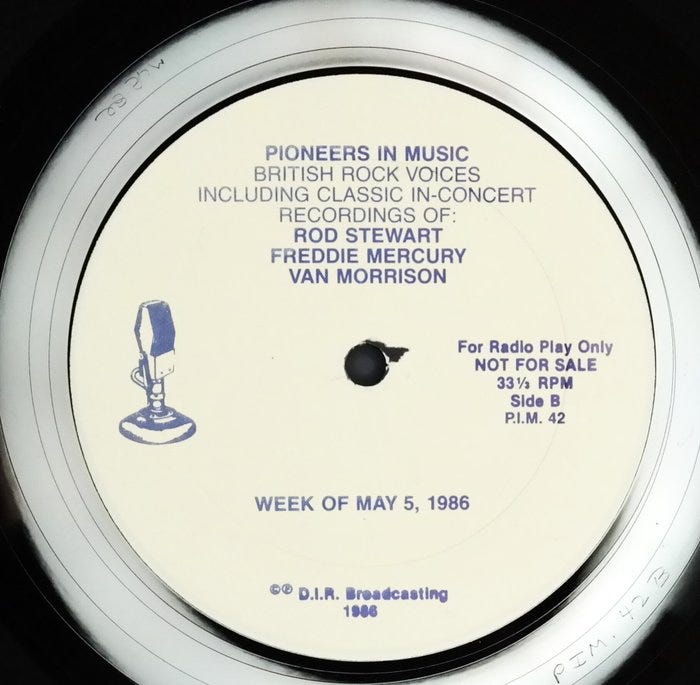 PIONEERS IN MUSIC
BRITISH ROCK VOICES
INCLUDING CLASSIC IN-CONCERT
RECORDINGS OF:
ROD STEWART
FREDDIE MERCURY
VAN MORRISON
For Radio Play Only
NOT FOR SALE
33⅓ RPM
Side B
P.I.M. 42
WEEK OF MAY 5, 1986
©℗ D.I.R. Broadcasting
1986
P.I.M. 42 B